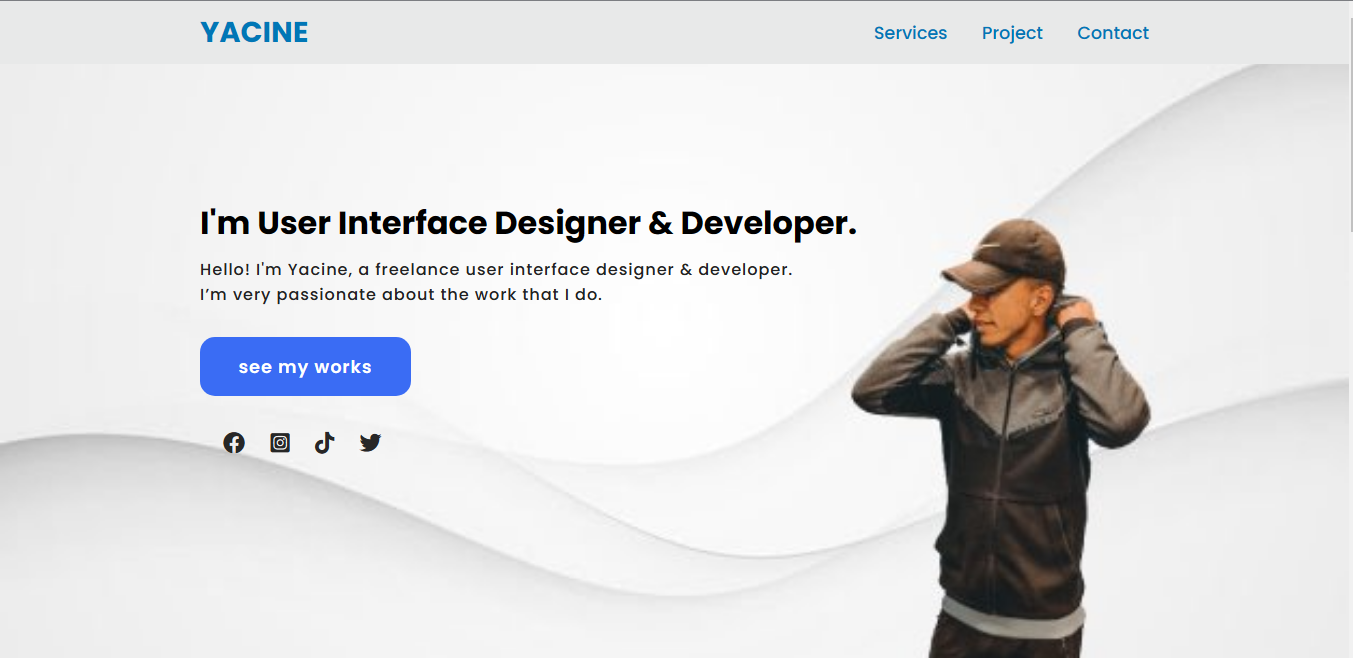 YACINE
Services Project Contact
I'm User Interface Designer & Developer.
Hello! I'm Yacine, a freelance user interface designer & developer.
I’m very passionate about the work that I do.
see my works